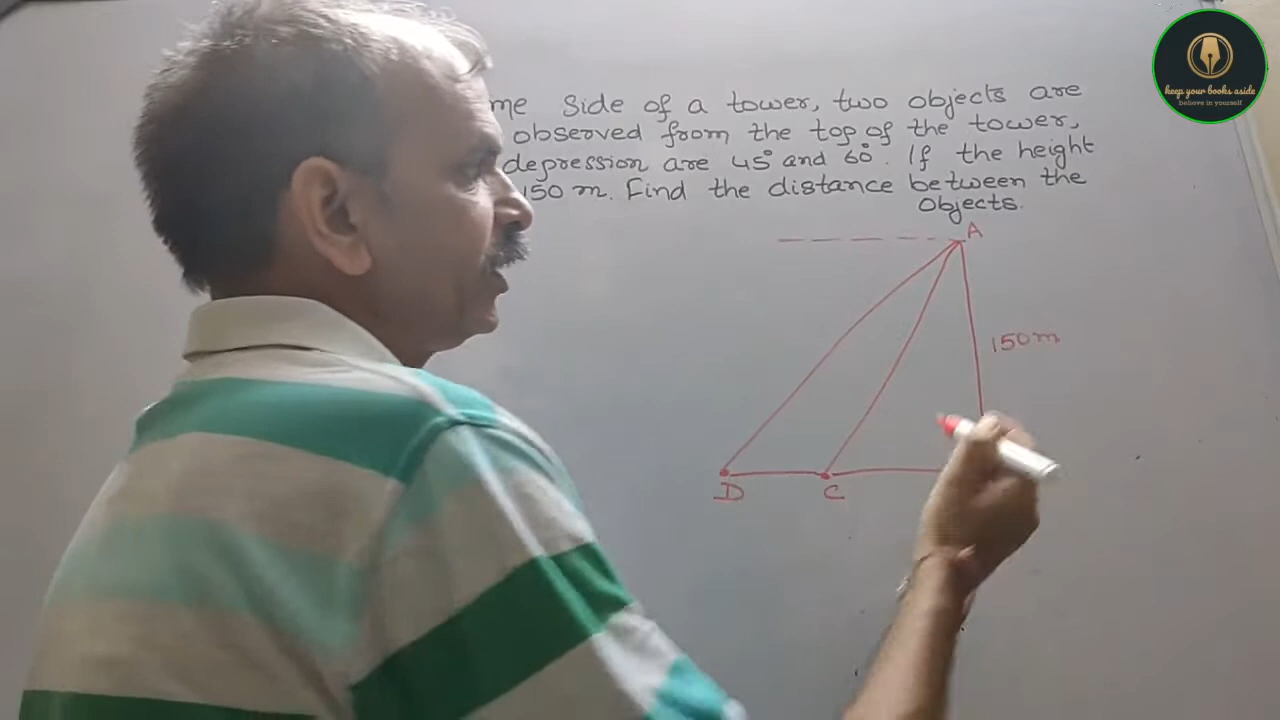 me Side of a tower, two objects are
observed from the top of the tower,
depression are 45° and 60°. If the height
150 m. Find the distance between the
objects.
A
150m
D
C
keep your books aside
believe in yourself